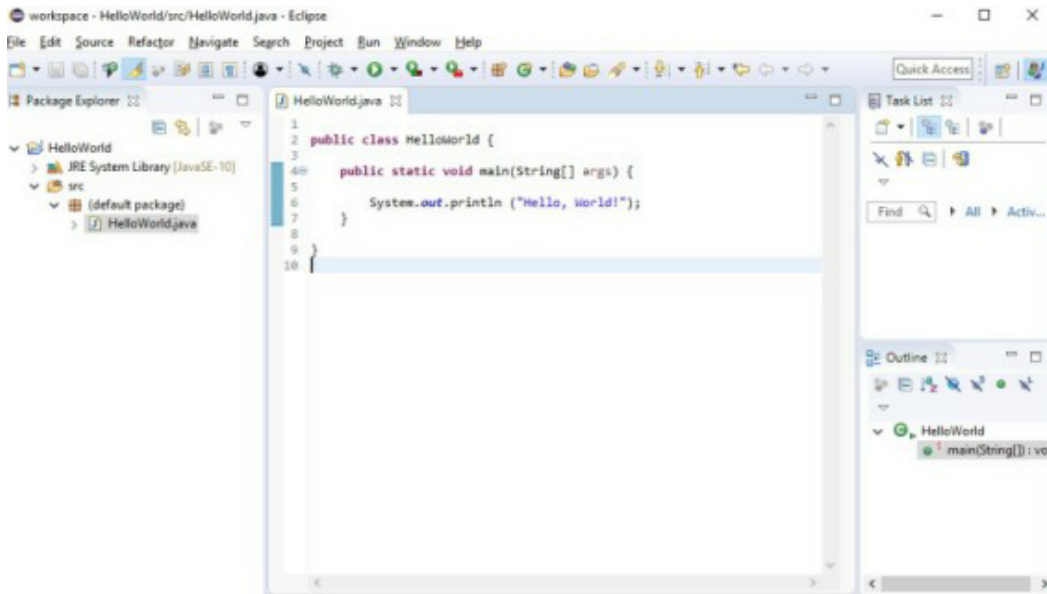 workspace - HelloWorld/src/HelloWorld.java - Eclipse
File Edit Source Refactor Navigate Search Project Run Window Help
Quick Access
Package Explorer
HelloWorld
JRE System Library [JavaSE-10]
src
(default package)
HelloWorld.java
HelloWorld.java
1
2 public class HelloWorld {
3
4 public static void main(String[] args) {
5
6 System.out.println ("Hello, World!");
7 }
8
9 }
10
Task List
Find All Activ...
Outline
HelloWorld
main(String[]) : vo